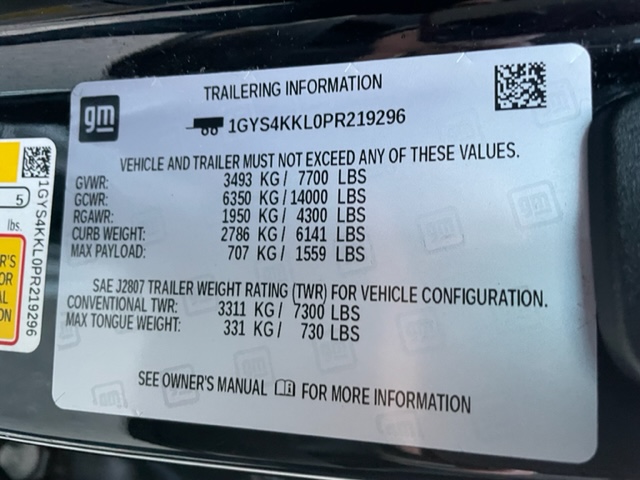 TRAILERING INFORMATION
gm
1GYS4KKL0PR219296
VEHICLE AND TRAILER MUST NOT EXCEED ANY OF THESE VALUES.
GVWR: 3493 KG/ 7700 LBS
GCWR: 6350 KG/ 14000 LBS
RGAWR: 1950 KG/ 4300 LBS
CURB WEIGHT: 2786 KG/ 6141 LBS
MAX PAYLOAD: 707 KG/ 1559 LBS
SAE J2807 TRAILER WEIGHT RATING (TWR) FOR VEHICLE CONFIGURATION.
CONVENTIONAL TWR: 3311 KG/ 7300 LBS
MAX TONGUE WEIGHT: 331 KG/ 730 LBS
SEE OWNER'S MANUAL FOR MORE INFORMATION
1GYS4KKL0PR219296
5
lbs.
OR